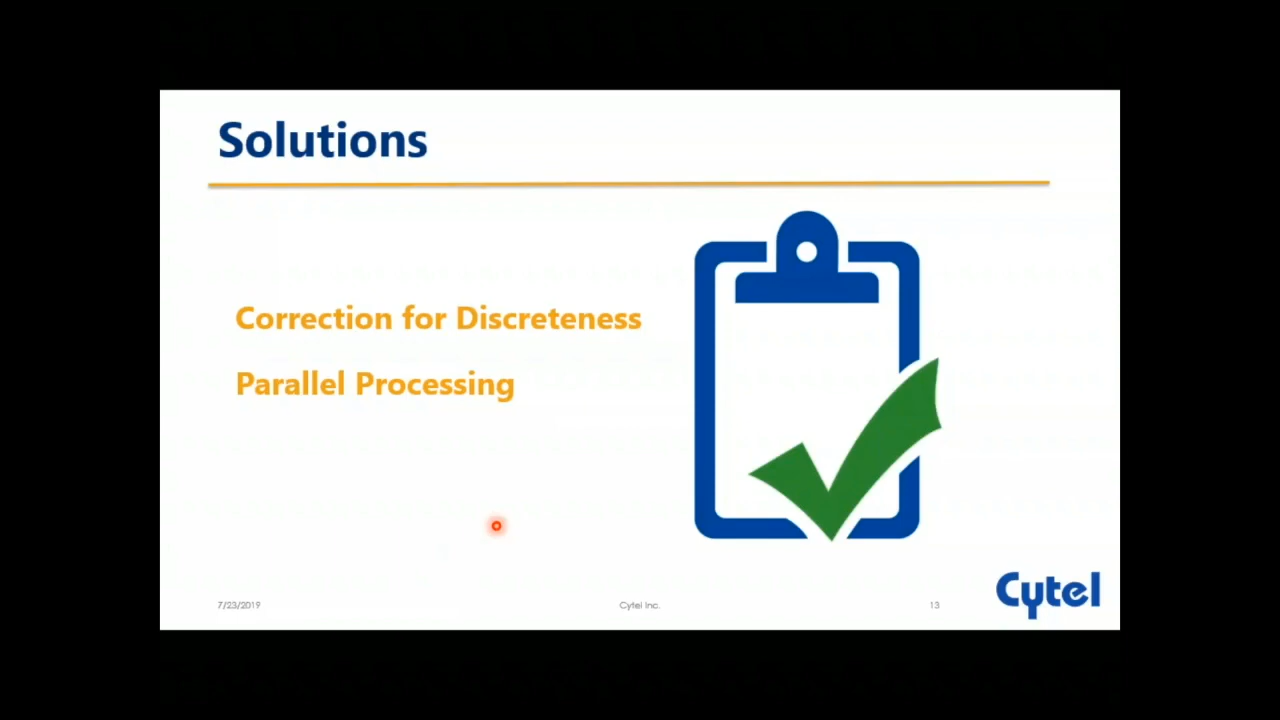 Solutions
Correction for Discreteness
Parallel Processing
7/23/2019
Cytel Inc.
13
Cytel